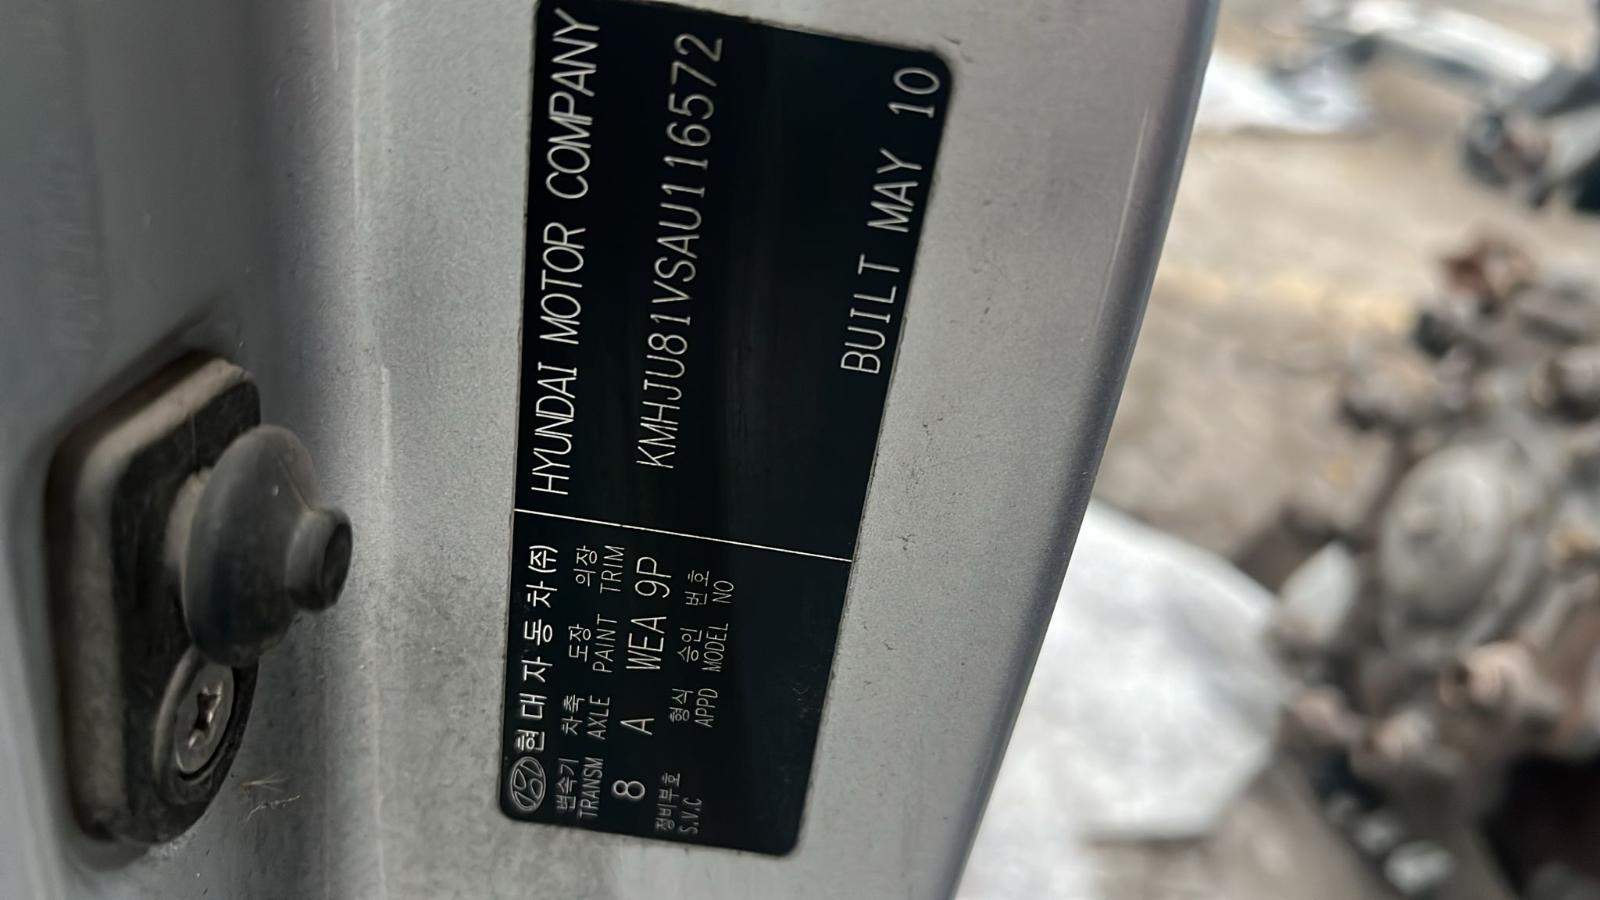 현대자동차(주) HYUNDAI MOTOR COMPANY
변속기 차축 도장 의장
TRANSM AXLE PAINT TRIM
8 A WEA 9P KMHJU81VSAU116572
정비부호 형식 승인 번호
S.V.C APPD MODEL NO
BUILT MAY 10